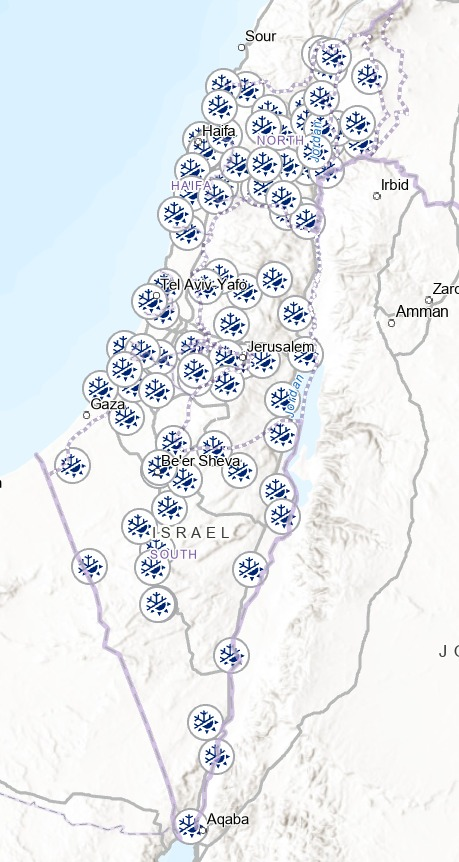 Sour
Haifa
NORTH
Jordan
HAIFA
Irbid
Tel Aviv-Yafo
Zarq
Amman
Jerusalem
Jordan
Gaza
Be'er Sheva
ISRAEL
SOUTH
J O
Aqaba